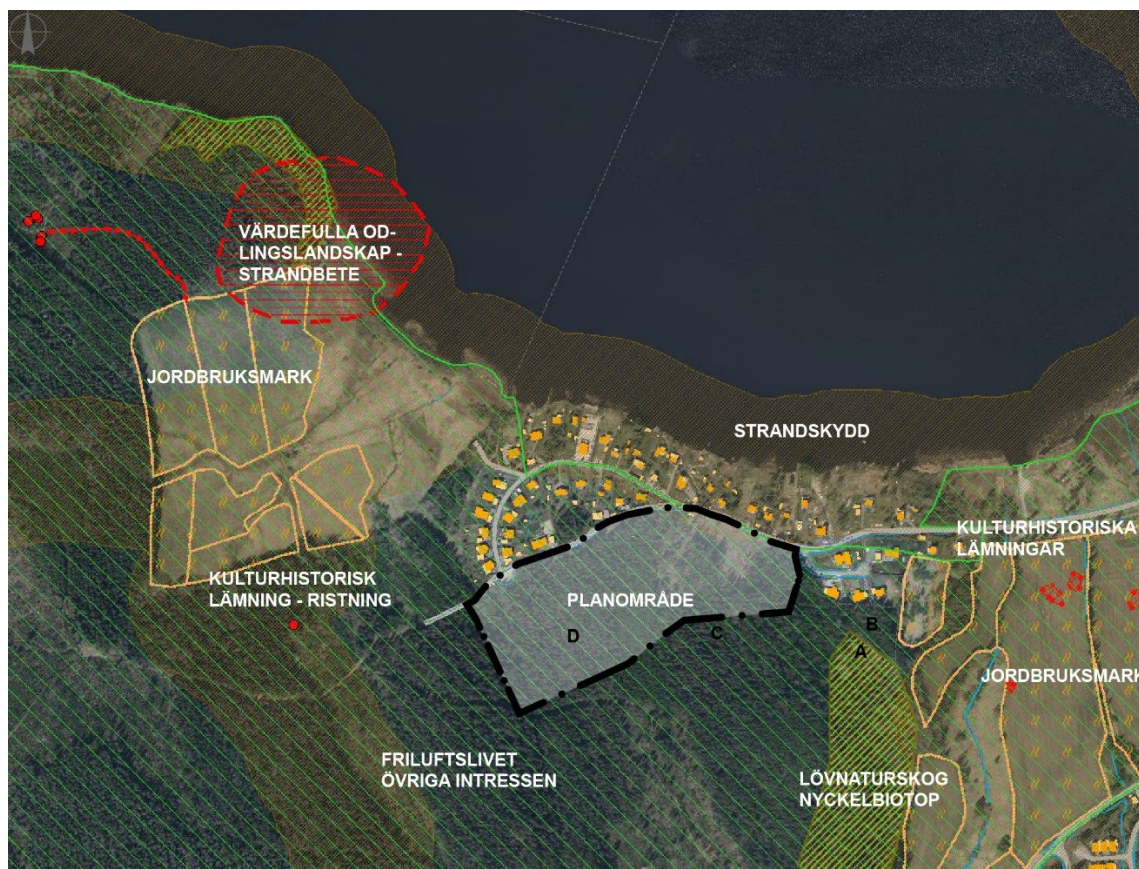 VÄRDEFULLA OD-
LINGSLANDSKAP -
STRANDBETE
JORDBRUKSMARK
STRANDSKYDD
KULTURHISTORISKA
LÄMNINGAR
KULTURHISTORISK
LÄMNING - RISTNING
PLANOMRÅDE
B
C
D
A
JORDBRUKSMARK
FRILUFTSLIVET
ÖVRIGA INTRESSEN
LÖVNATURSKOG
NYCKELBIOTOP